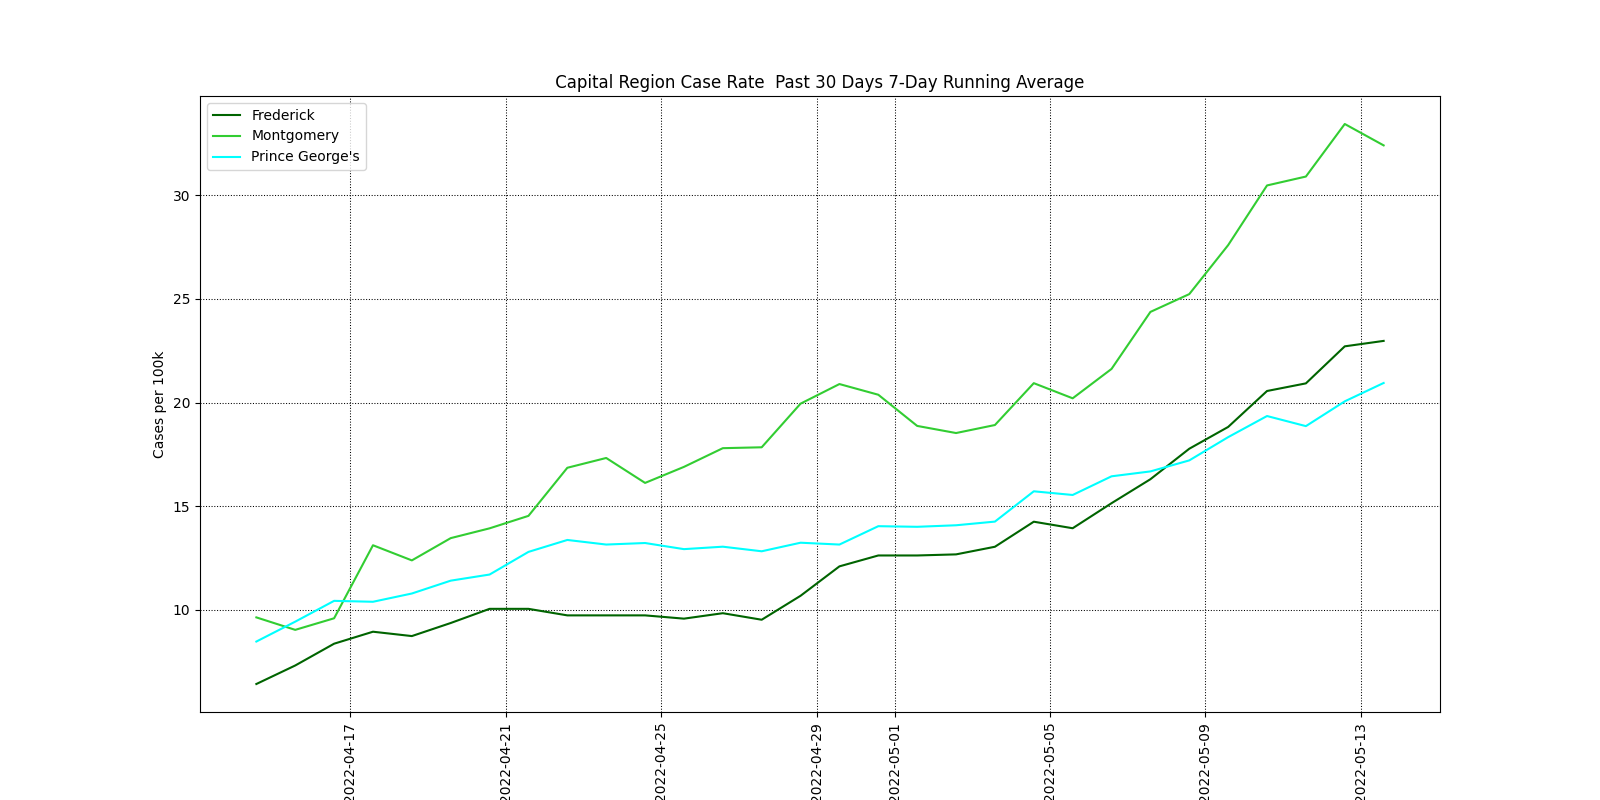 Capital Region Case Rate  Past 30 Days 7-Day Running Average
Frederick
Montgomery
Prince George's
Cases per 100k
30
25
20
15
10
2022-04-17
2022-04-21
2022-04-25
2022-04-29
2022-05-01
2022-05-05
2022-05-09
2022-05-13